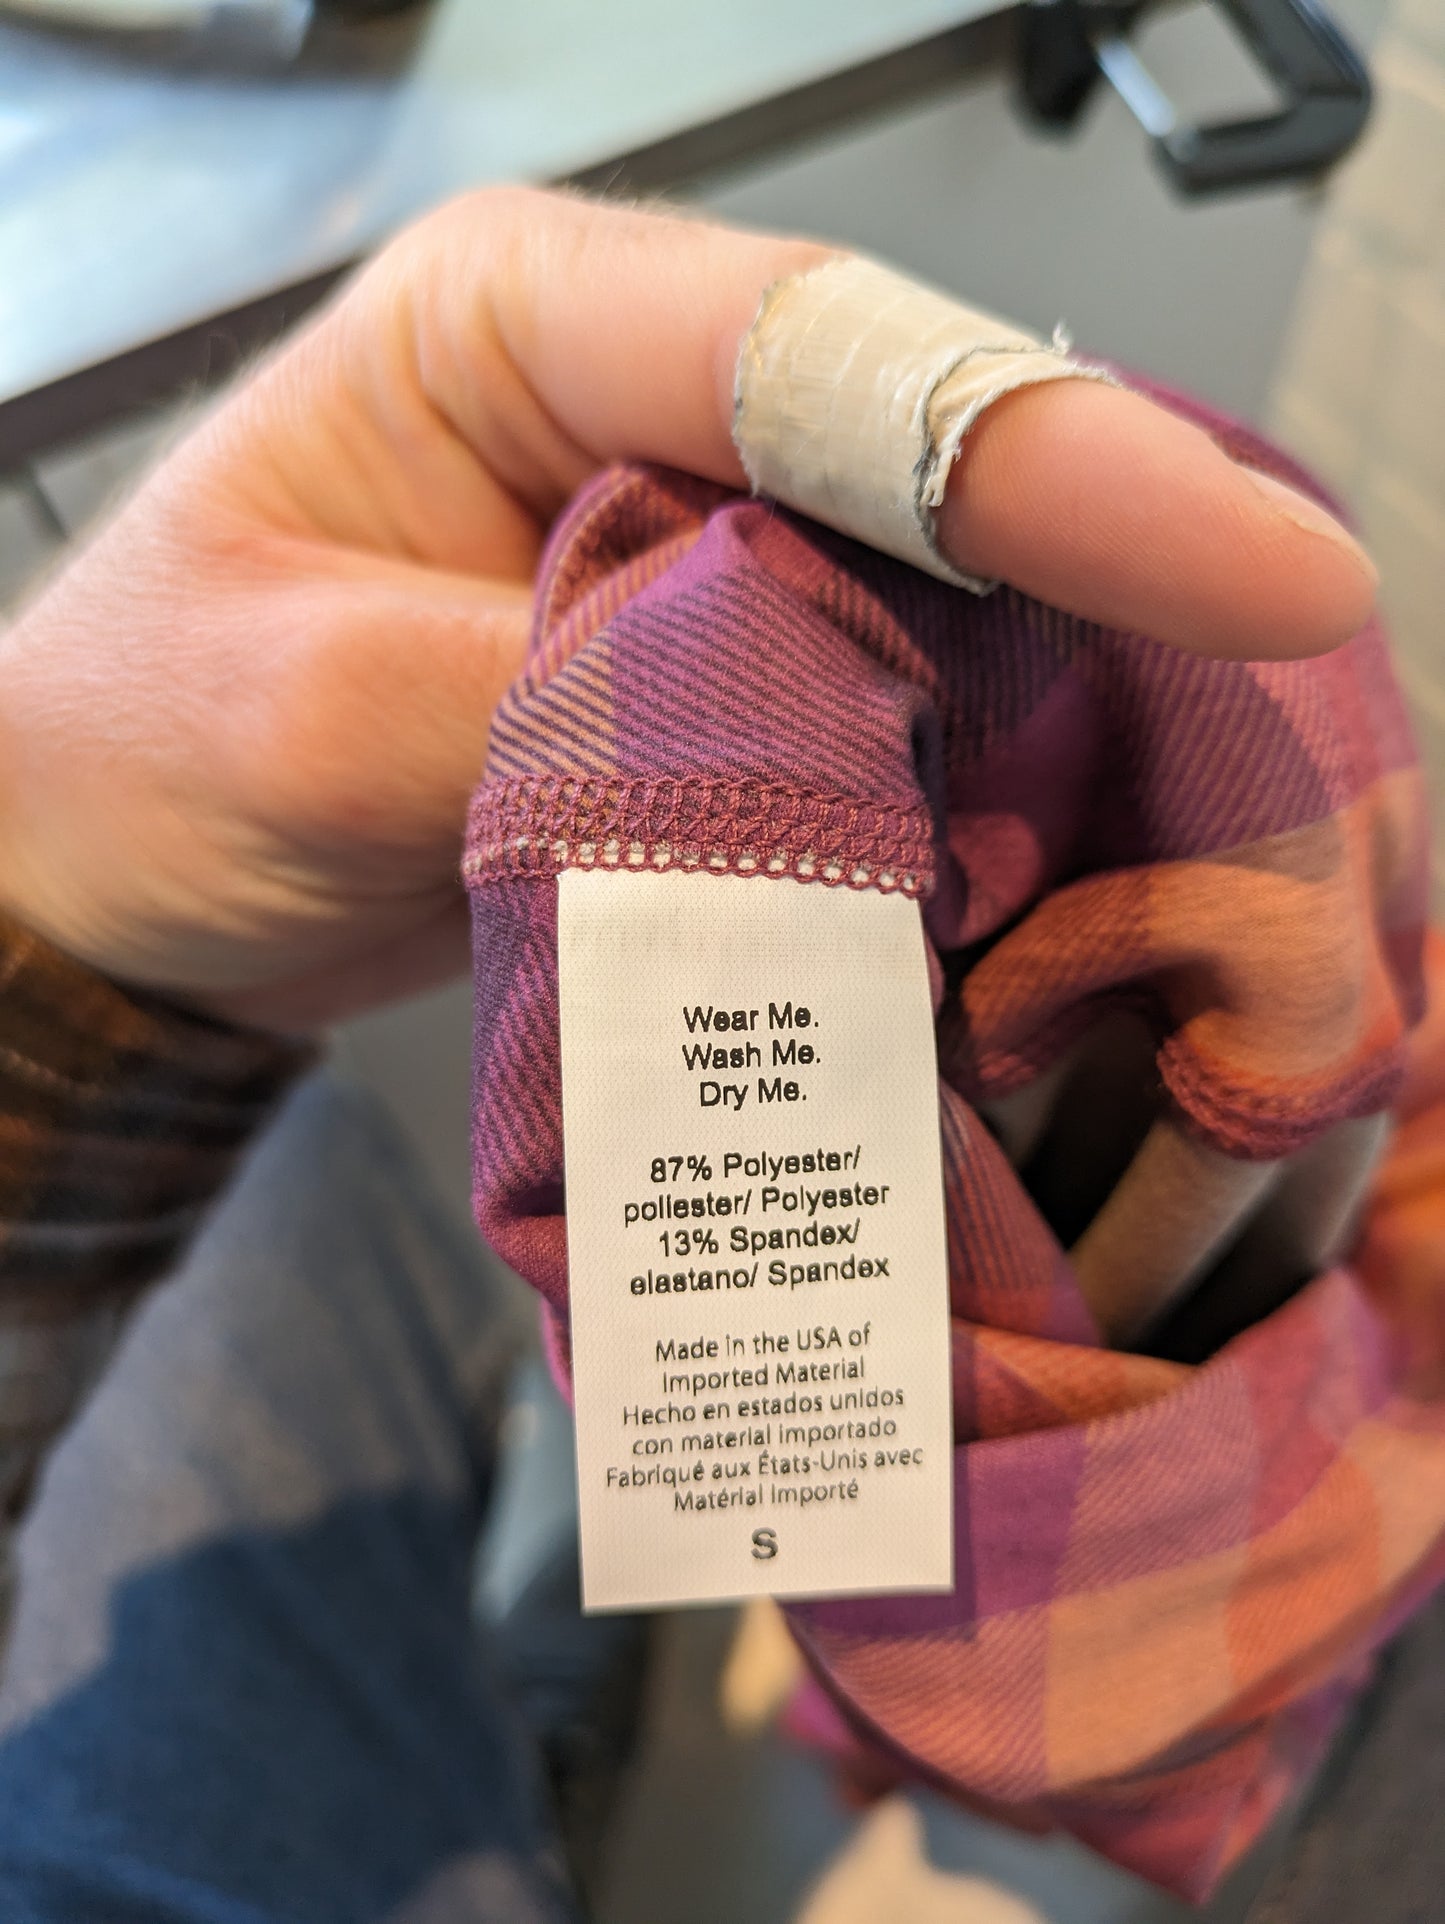 Wear Me.
Wash Me.
Dry Me.
87% Polyester/
poliester/ Polyester
13% Spandex/
elastano/ Spandex
Made in the USA of
Imported Material
Hecho en estados unidos
con material importado
Fabriqué aux États-Unis avec
Matérial Importé
S